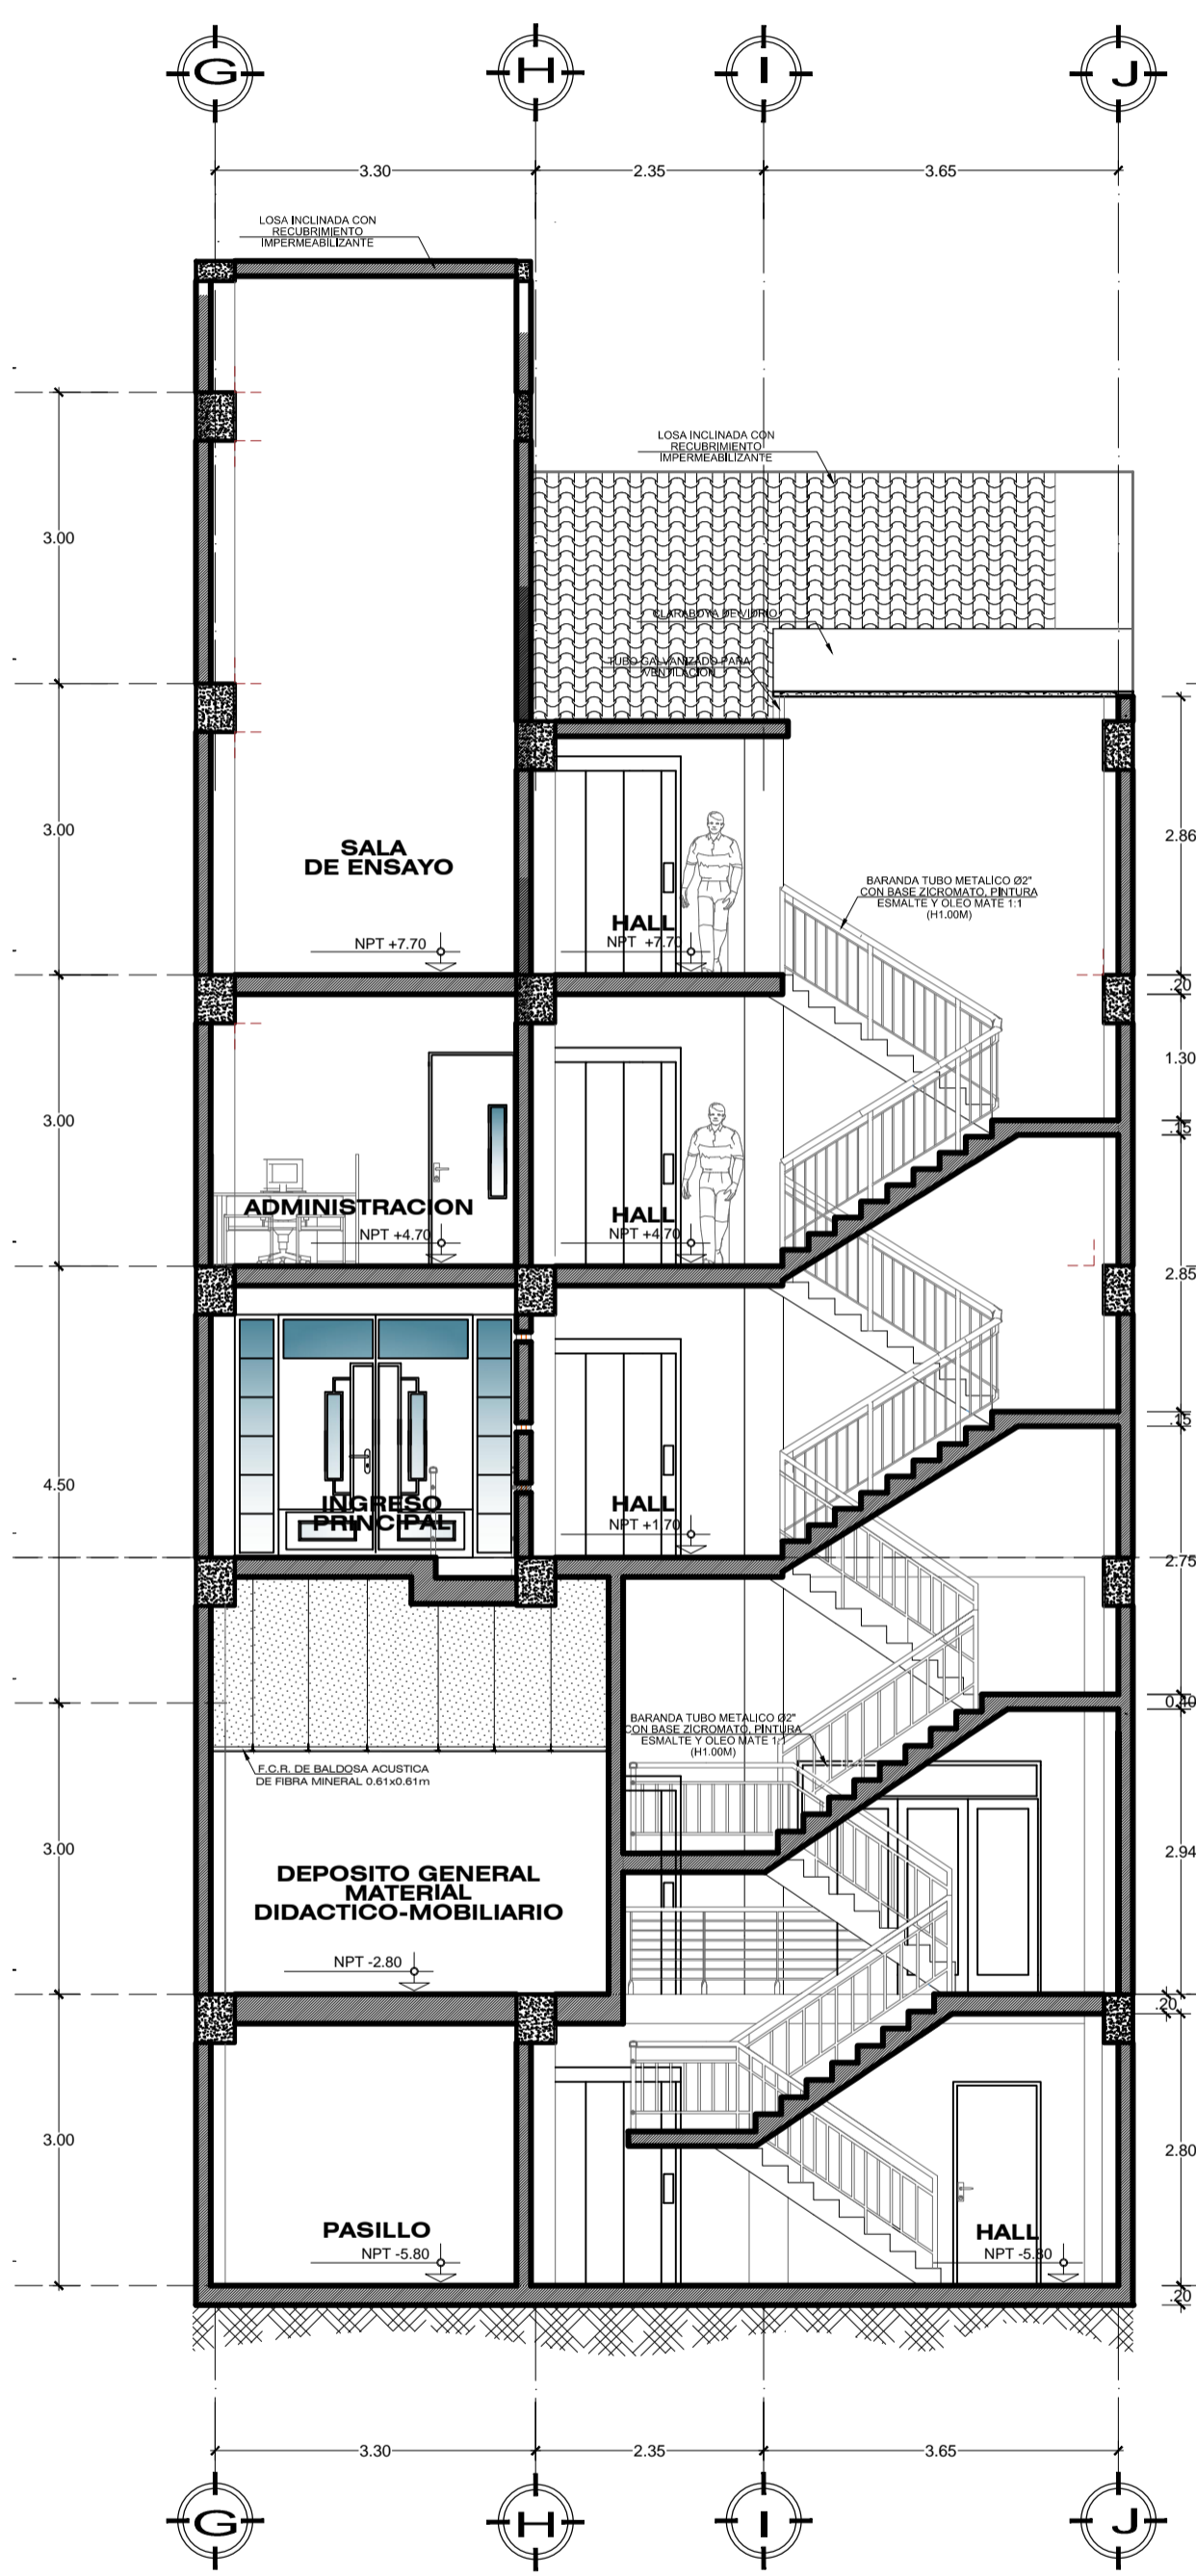 G H I J
3.30 2.35 3.65
LOSA INCLINADA CON
RECUBRIMIENTO
IMPERMEABILIZANTE
LOSA INCLINADA CON
RECUBRIMIENTO
IMPERMEABILIZANTE
3.00
CLARABOYA DE VIDRIO
TUBO GALVANIZADO PARA
VENTILACION
3.00
2.86
SALA
DE ENSAYO
BARANDA TUBO METALICO Ø2"
CON BASE ZICROMATO, PINTURA
ESMALTE Y OLEO MATE 1:1
(H1.00M)
HALL
NPT +7.70
NPT +7.70
.20
1.30
3.00
.15
ADMINISTRACION
NPT +4.70
HALL
NPT +4.70
2.85
.15
4.50
INGRESO
PRINCIPAL
HALL
NPT +1.70
2.75
0.10
BARANDA TUBO METALICO Ø2"
CON BASE ZICROMATO, PINTURA
ESMALTE Y OLEO MATE 1:1
(H1.00M)
F.C.R. DE BALDOSA ACUSTICA
DE FIBRA MINERAL 0.61x0.61m
3.00
2.94
DEPOSITO GENERAL
MATERIAL
DIDACTICO-MOBILIARIO
NPT -2.80
.20
3.00
2.80
PASILLO
NPT -5.80
HALL
NPT -5.80
.20
3.30 2.35 3.65
G H I J